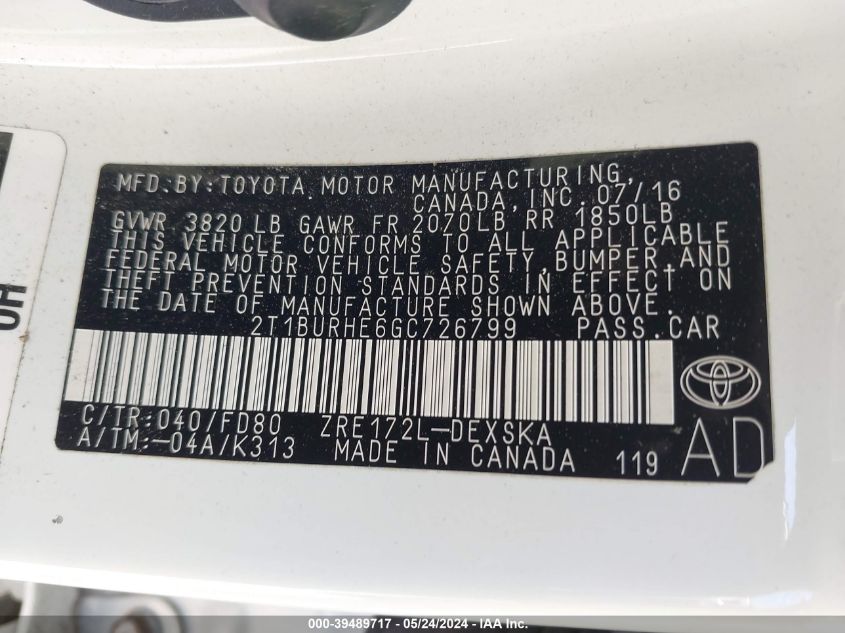 MFD. BY: TOYOTA MOTOR MANUFACTURING,
CANADA, INC. 07/16
GVWR 3820 LB GAWR FR 2070LB RR 1850LB
THIS VEHICLE CONFORMS TO ALL APPLICABLE
FEDERAL MOTOR VEHICLE SAFETY, BUMPER, AND
THEFT PREVENTION STANDARDS IN EFFECT ON
THE DATE OF MANUFACTURE SHOWN ABOVE.
2T1BURHE6GC726799 PASS. CAR
C/TR: 040/FD80 ZRE172L-DEXSKA
A/TM: -04A/K313 MADE IN CANADA 119 AD
000-39489717 - 05/24/2024 - IAA Inc.